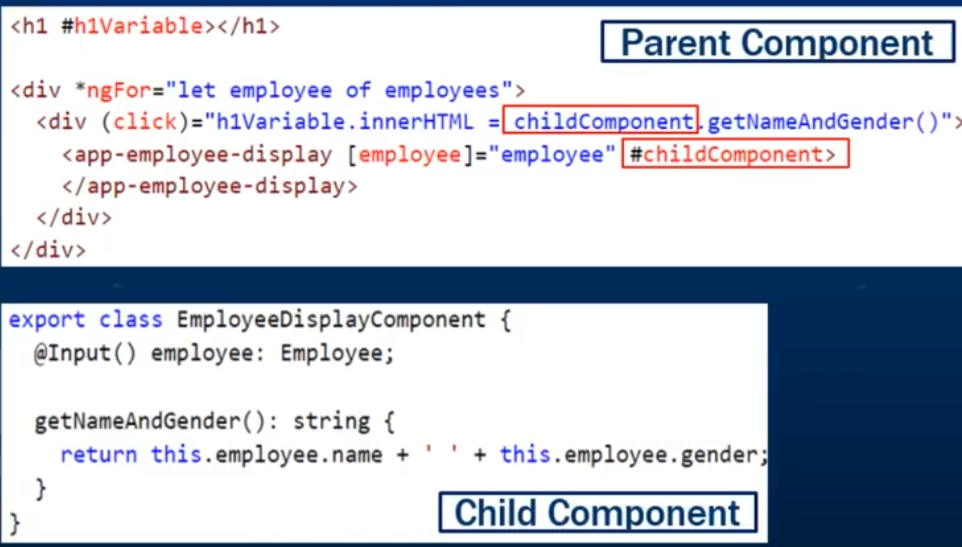 <h1 #h1Variable></h1>
Parent Component
<div *ngFor="let employee of employees">
<div (click)="h1Variable.innerHTML = childComponent.getNameAndGender()">
<app-employee-display [employee]="employee" #childComponent>
</app-employee-display>
</div>
</div>
export class EmployeeDisplayComponent {
@Input() employee: Employee;
getNameAndGender(): string {
return this.employee.name + ' ' + this.employee.gender;
}
}
Child Component